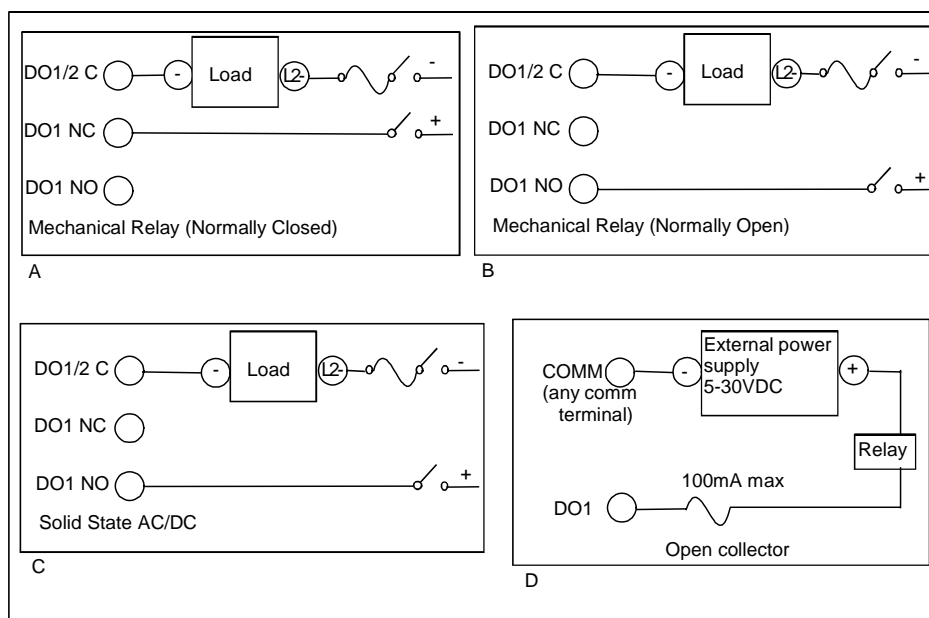 DO1/2 C
-
Load
L2-
-
DO1 NC
+
DO1 NO
Mechanical Relay (Normally Closed)
A
DO1/2 C
-
Load
L2-
-
DO1 NC
DO1 NO
+
Mechanical Relay (Normally Open)
B
DO1/2 C
-
Load
L2-
-
DO1 NC
DO1 NO
+
Solid State AC/DC
C
COMM
(any comm
terminal)
-
External power
supply
5-30VDC
+
Relay
100mA max
DO1
Open collector
D